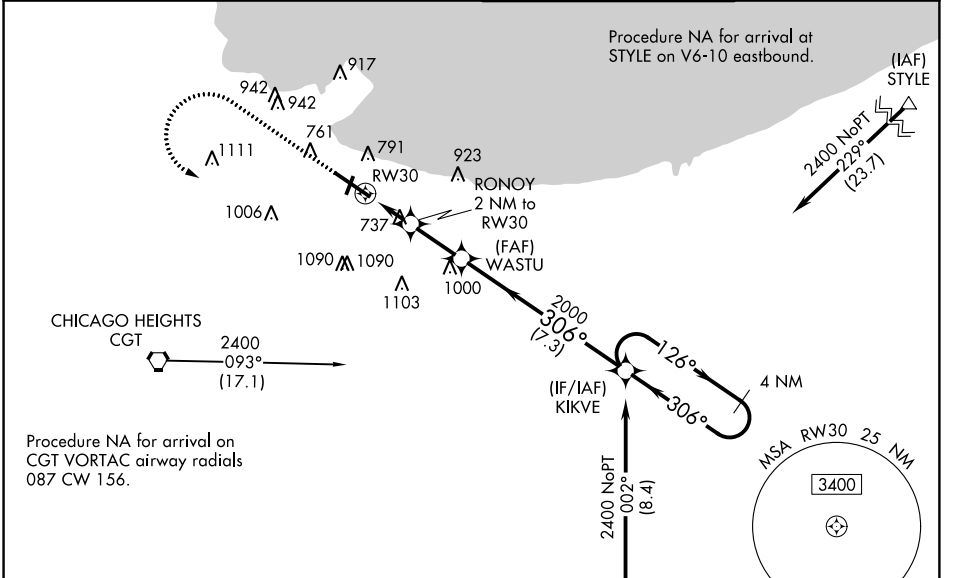 Procedure NA for arrival at
STYLE on V6-10 eastbound.
(IAF)
STYLE
2400 NoPT
229°
(23.7)
917
942
942
761
791
1111
RW30
923
RONOY
2 NM to
RW30
1006
737
(FAF)
WASTU
1090
1090
1103
1000
2000
306°
(7.3)
CHICAGO HEIGHTS
CGT
2400
093°
(17.1)
126°
4 NM
(IF/IAF)
KIKVE
306°
Procedure NA for arrival on
CGT VORTAC airway radials
087 CW 156.
2400 NoPT
002°
(8.4)
MSA RW30 25 NM
3400